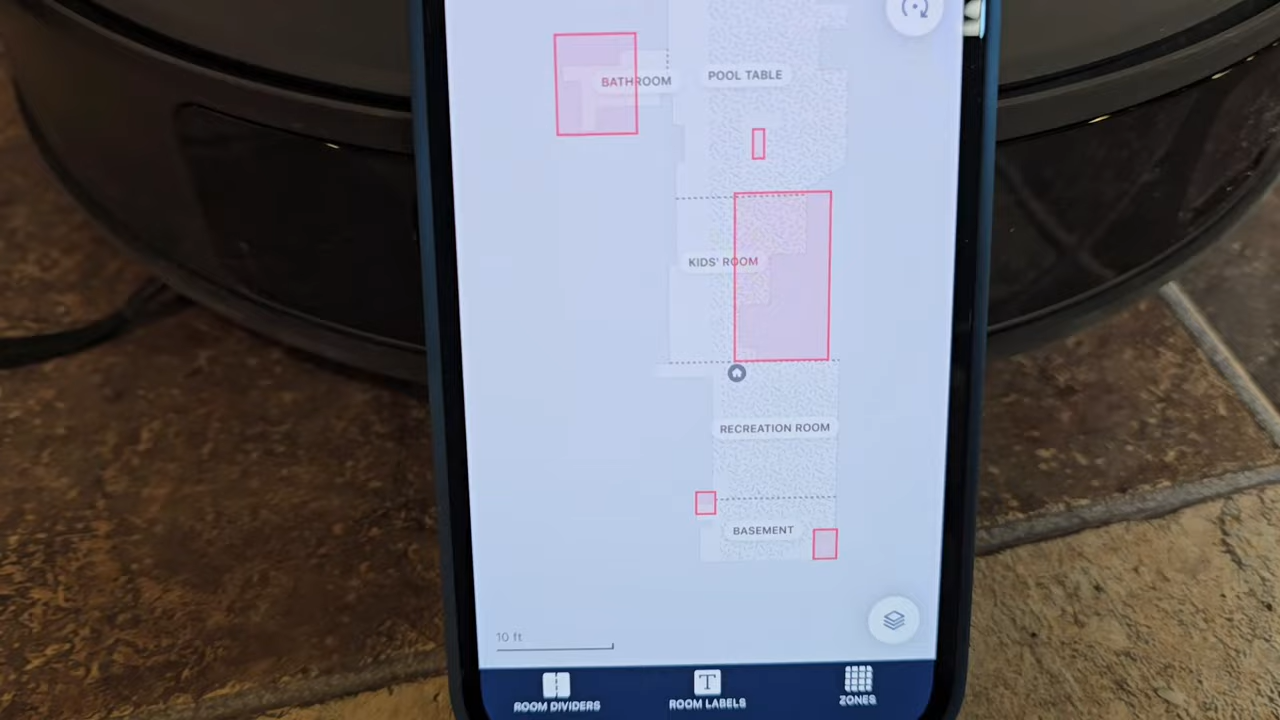 BATHROOM
POOL TABLE
KIDS' ROOM
RECREATION ROOM
BASEMENT
10 ft
ROOM DIVIDERS
T
ROOM LABELS
ZONES